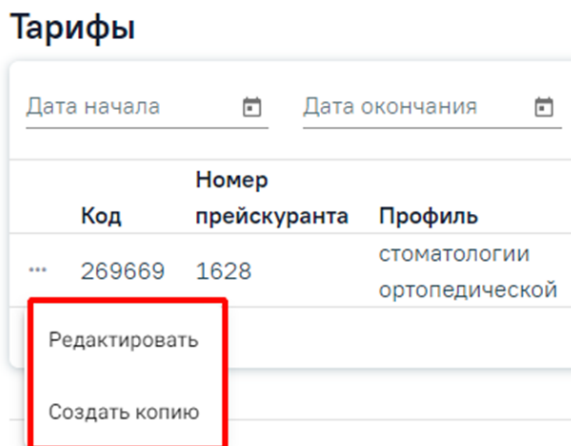 Тарифы
Дата начала Дата окончания
Номер
Код прейскуранта Профиль
стоматологии
269669 1628
ортопедической
Редактировать
Создать копию